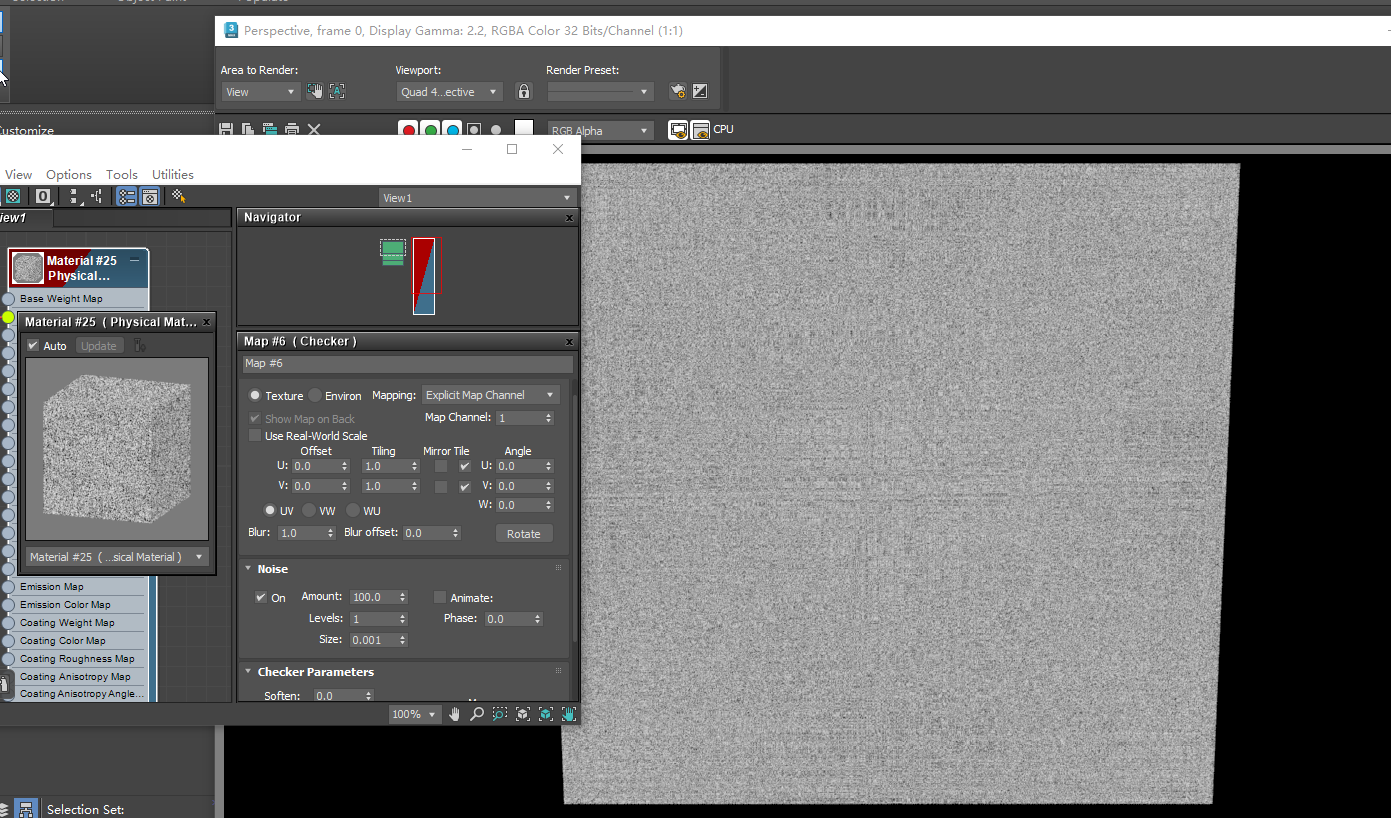 Perspective, frame 0, Display Gamma: 2.2, RGBA Color 32 Bits/Channel (1:1)
Area to Render:
Viewport:
Render Preset:
View
Quad 4...ective
Customize
RGB Alpha
CPU
View Options Tools Utilities
View1
iew1
Navigator
Material #25
Physical...
Base Weight Map
Material #25 ( Physical Mat...
Auto
Update
Material #25 ( ...sical Material )
Emission Map
Emission Color Map
Coating Weight Map
Coating Color Map
Coating Roughness Map
Coating Anisotropy Map
Coating Anisotropy Angle...
Map #6 ( Checker )
Map #6
Texture Environ Mapping: Explicit Map Channel
Show Map on Back
Map Channel: 1
Use Real-World Scale
Offset Tiling Mirror Tile Angle
U: 0.0 1.0 U: 0.0
V: 0.0 1.0 V: 0.0
W: 0.0
UV VW WU
Blur: 1.0 Blur offset: 0.0 Rotate
Noise
On Amount: 100.0 Animate:
Levels: 1 Phase: 0.0
Size: 0.001
Checker Parameters
Soften: 0.0
100%
Selection Set: